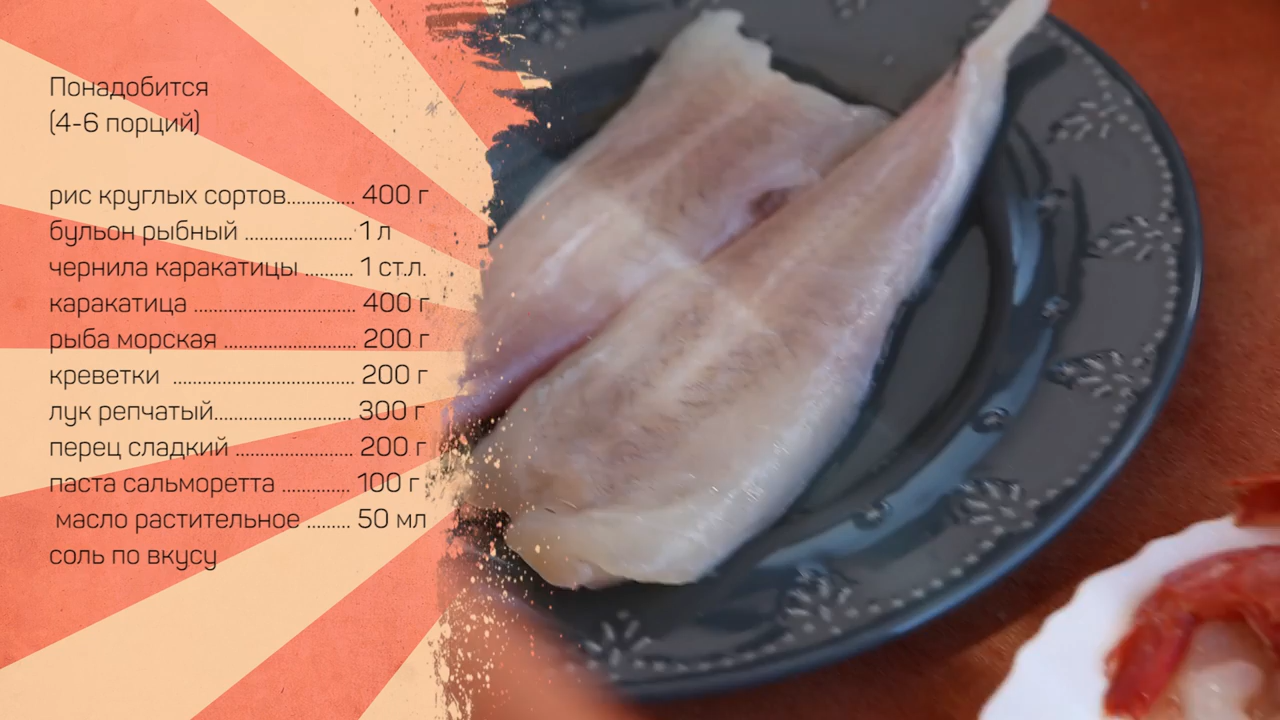 Понадобится
(4-6 порций)
рис круглых сортов............. 400 г
бульон рыбный ...................... 1 л
чернила каракатицы ......... 1 ст.л.
каракатица ................................. 400 г
рыба морская ........................... 200 г
креветки ..................................... 200 г
лук репчатый............................ 300 г
перец сладкий ........................ 200 г
паста сальморетта .............. 100 г
масло растительное ......... 50 мл
соль по вкусу